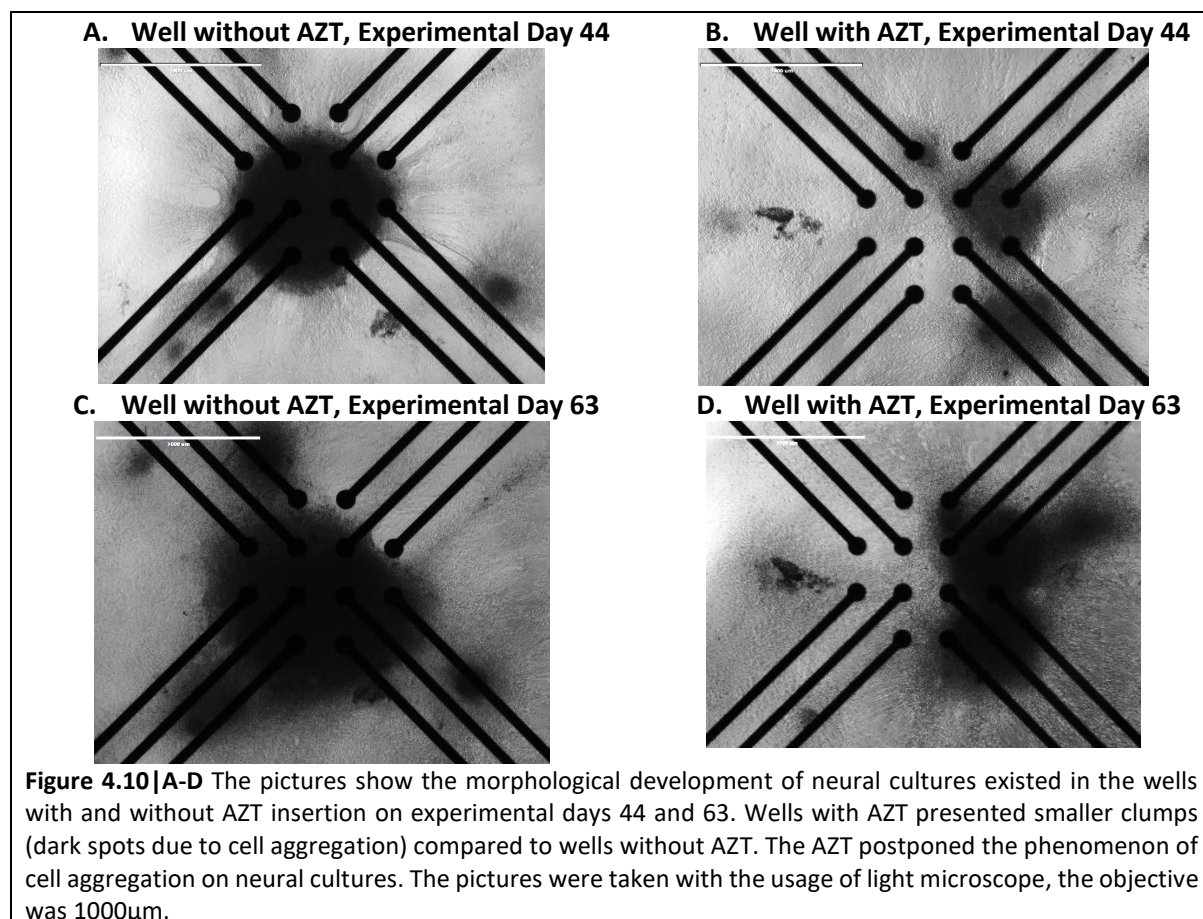 A. Well without AZT, Experimental Day 44
B. Well with AZT, Experimental Day 44
1000 um
C. Well without AZT, Experimental Day 63
D. Well with AZT, Experimental Day 63
1000 um
Figure 4.10|A-D The pictures show the morphological development of neural cultures existed in the wells
with and without AZT insertion on experimental days 44 and 63. Wells with AZT presented smaller clumps
(dark spots due to cell aggregation) compared to wells without AZT. The AZT postponed the phenomenon of
cell aggregation on neural cultures. The pictures were taken with the usage of light microscope, the objective
was 1000μm.